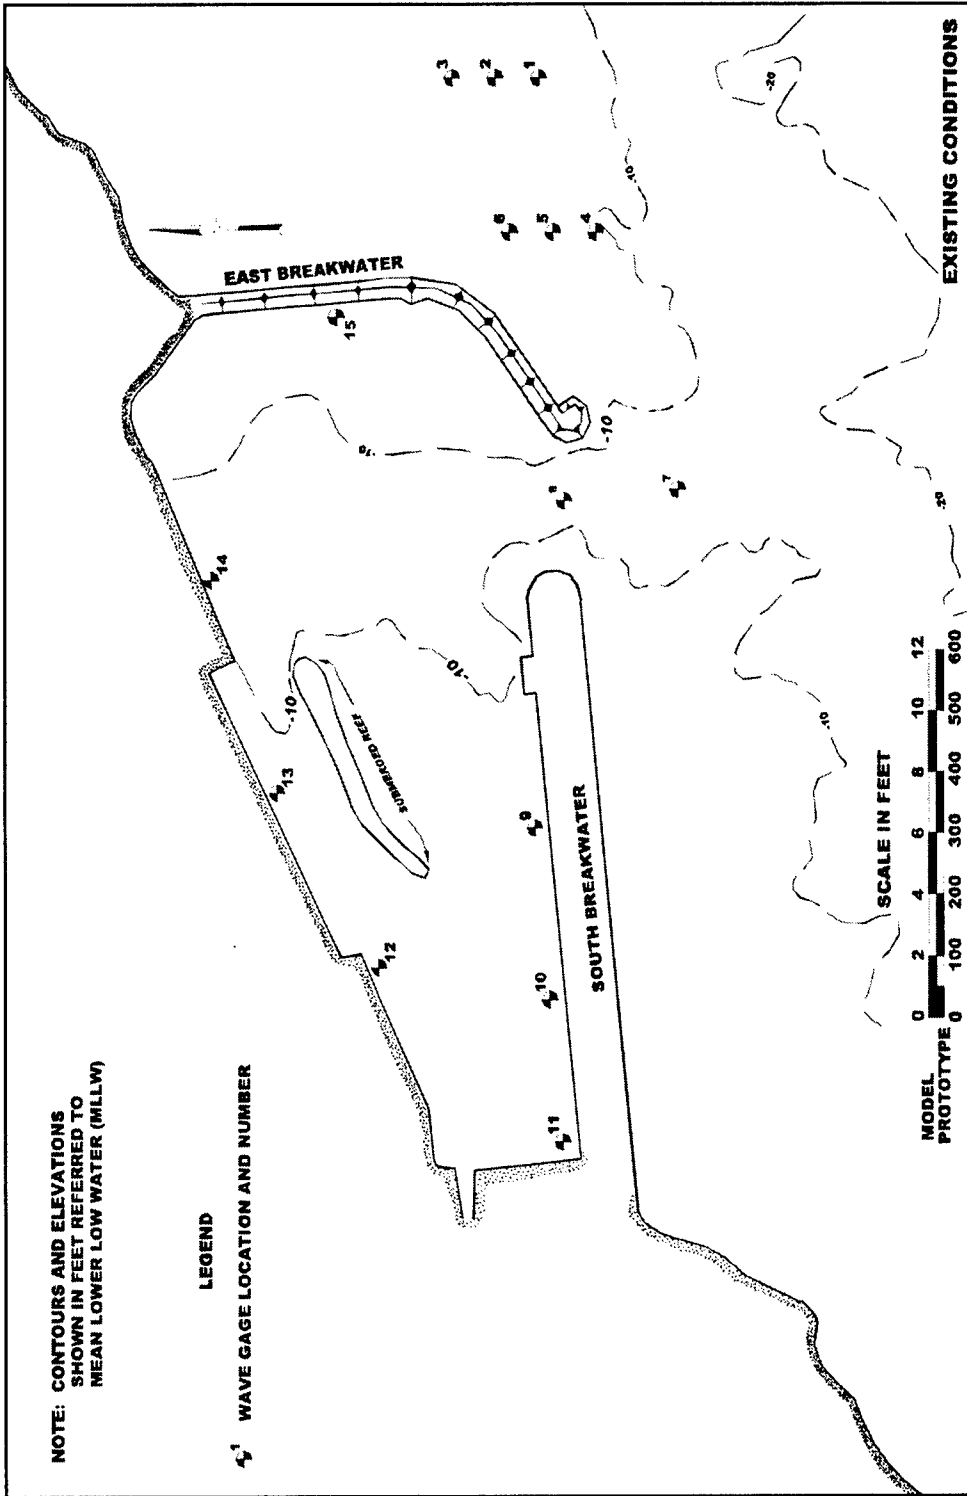 NOTE: CONTOURS AND ELEVATIONS
SHOWN IN FEET REFERRED TO
MEAN LOWER LOW WATER (MLLW)
LEGEND
1 WAVE GAGE LOCATION AND NUMBER
EAST BREAKWATER
15
14
13
12
11
10
9
8
7
6
5
4
3
2
1
-10
-10
-10
-10
-10
-10
-20
-20
SUBMERGED REEF
SOUTH BREAKWATER
SCALE IN FEET
MODEL 0 2 4 6 8 10 12
PROTOTYPE 0 100 200 300 400 500 600
EXISTING CONDITIONS